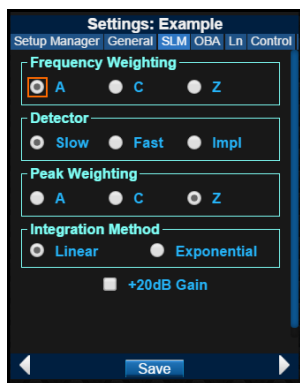 Settings: Example
Setup Manager General SLM OBA Ln Control
Frequency Weighting
A C Z
Detector
Slow Fast Impl
Peak Weighting
A C Z
Integration Method
Linear Exponential
+20dB Gain
Save